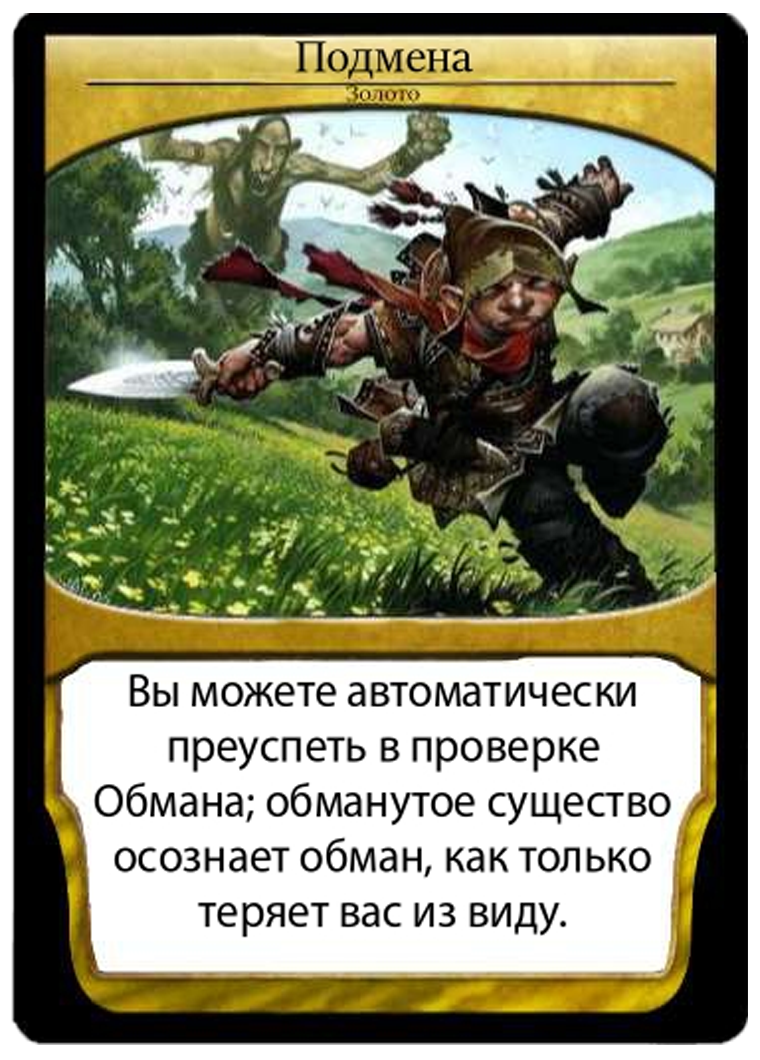 Подмена
Золото
Вы можете автоматически
преуспеть в проверке
Обмана; обманутое существо
осознает обман, как только
теряет вас из виду.